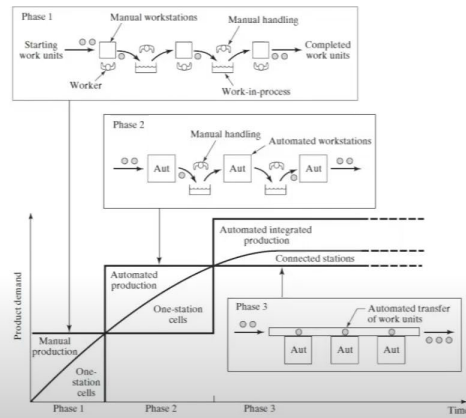 Phase 1
Manual workstations
Manual handling
Starting
work units
Completed
work units
Worker
Work-in-process
Phase 2
Manual handling
Automated workstations
Aut
Aut
Aut
Automated integrated
production
Connected stations
Automated
production
One-station
cells
Product demand
Manual
production
One-
station
cells
Phase 3
Automated transfer
of work units
Aut
Aut
Aut
Phase 1
Phase 2
Phase 3
Time